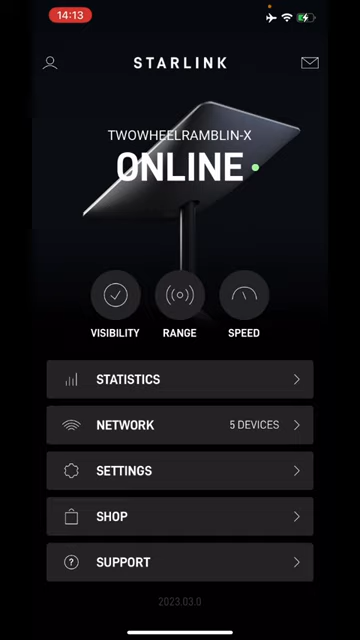 14:13
STARLINK
TWOWHEELRAMBLIN-X
ONLINE
VISIBILITY RANGE SPEED
STATISTICS
NETWORK 5 DEVICES
SETTINGS
SHOP
SUPPORT
2023.03.0